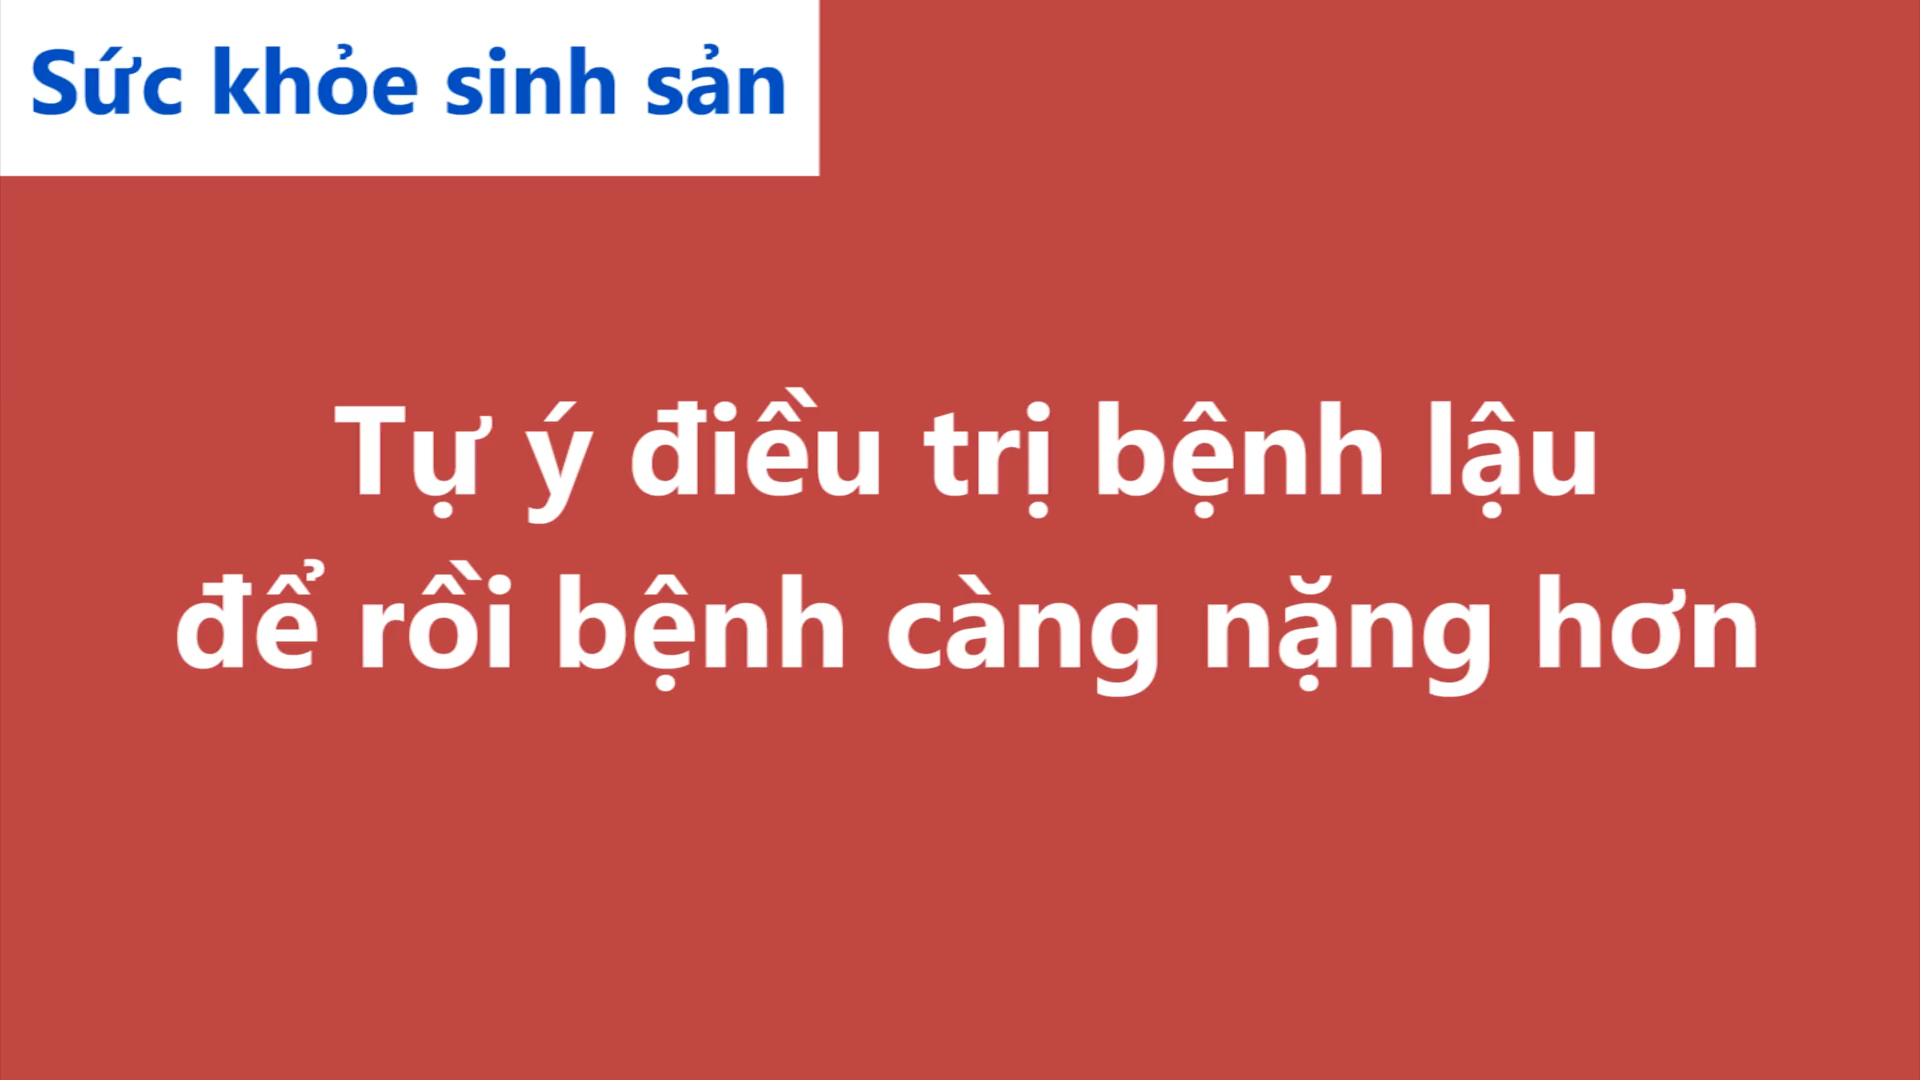 Sức khỏe sinh sản
Tự ý điều trị bệnh lậu
để rồi bệnh càng nặng hơn